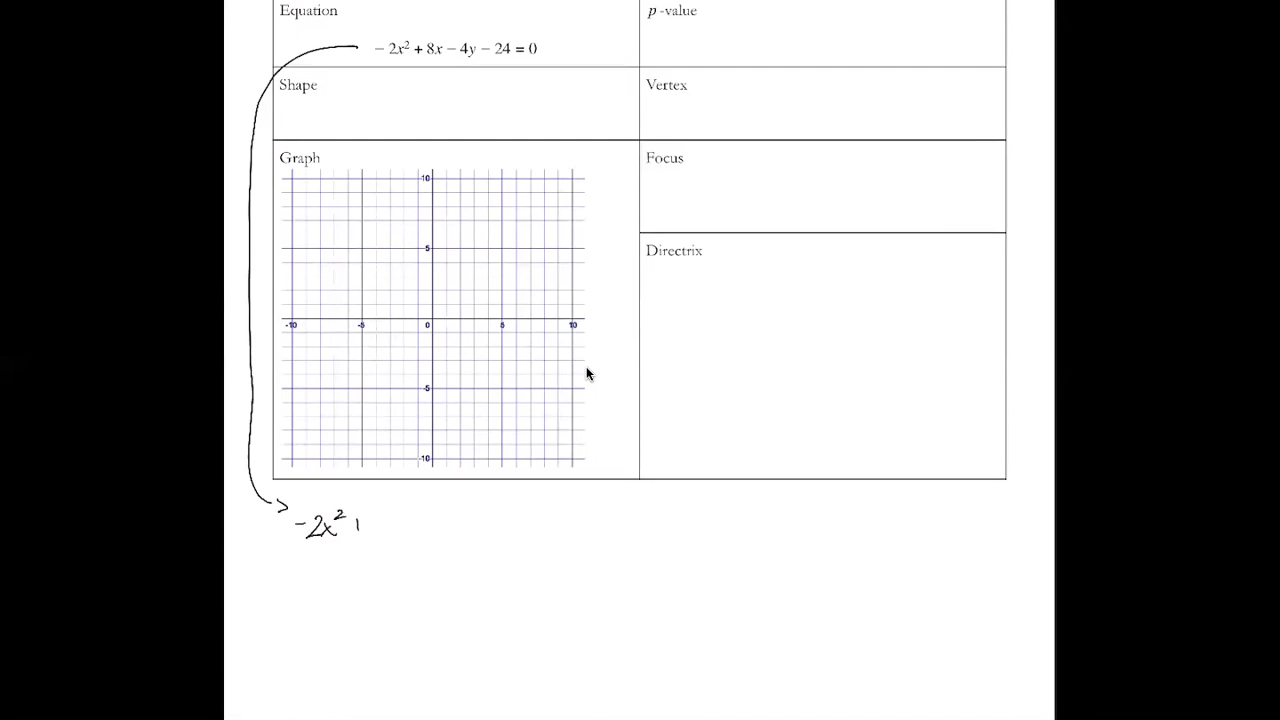 Equation
p -value
− 2x² + 8x − 4y − 24 = 0
Shape
Vertex
Graph
Focus
10
5
Directrix
-10 -5 0 5 10
-5
-10
-2x² ı